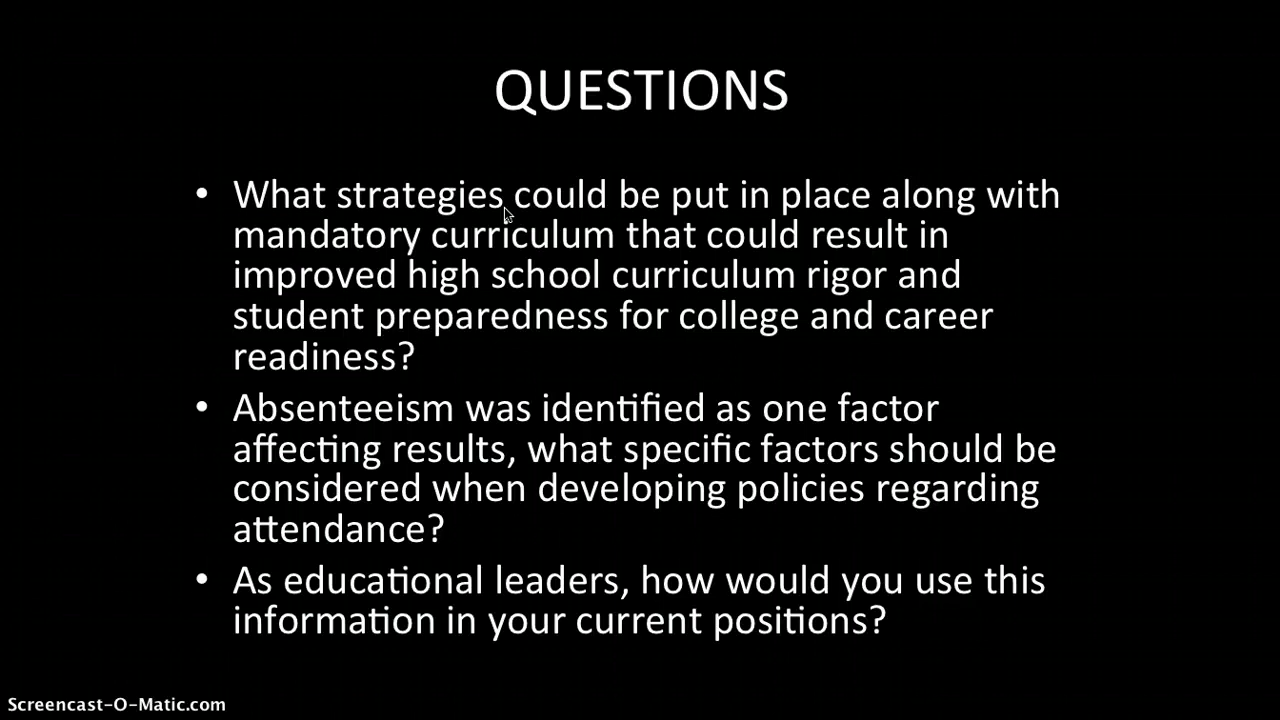 QUESTIONS
• What strategies could be put in place along with
mandatory curriculum that could result in
improved high school curriculum rigor and
student preparedness for college and career
readiness?
• Absenteeism was identified as one factor
affecting results, what specific factors should be
considered when developing policies regarding
attendance?
• As educational leaders, how would you use this
information in your current positions?
Screencast-O-Matic.com